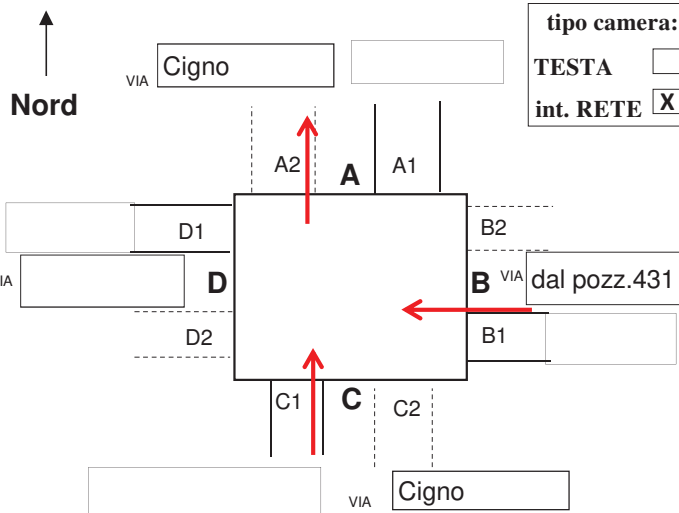 tipo camera:
VIA Cigno
TESTA
Nord
int. RETE X
A2 A A1
D1 B2
VIA D B VIA dal pozz.431
D2 B1
C1 C C2
VIA Cigno